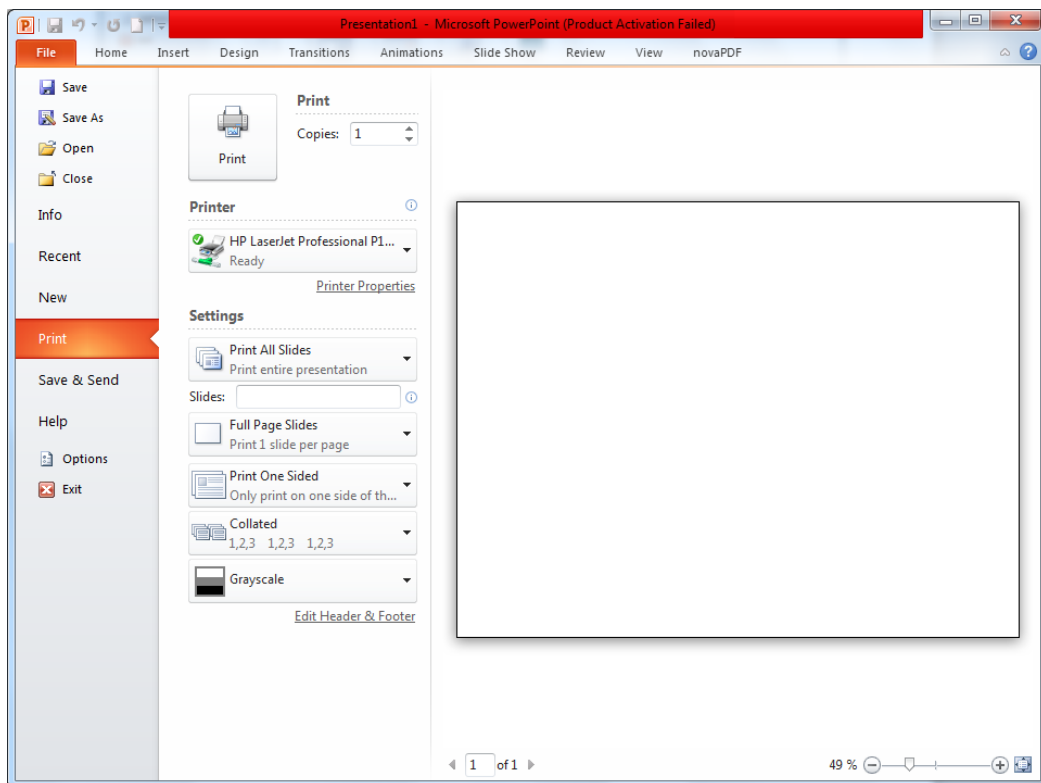 Presentation1 - Microsoft PowerPoint (Product Activation Failed)
File Home Insert Design Transitions Animations Slide Show Review View novaPDF
Save
Save As
Open
Close
Info
Recent
New
Print
Save & Send
Help
Options
Exit
Print
Print
Copies: 1
Printer
HP LaserJet Professional P1...
Ready
Printer Properties
Settings
Print All Slides
Print entire presentation
Slides:
Full Page Slides
Print 1 slide per page
Print One Sided
Only print on one side of th...
Collated
1,2,3 1,2,3 1,2,3
Grayscale
Edit Header & Footer
1 of 1
49 %